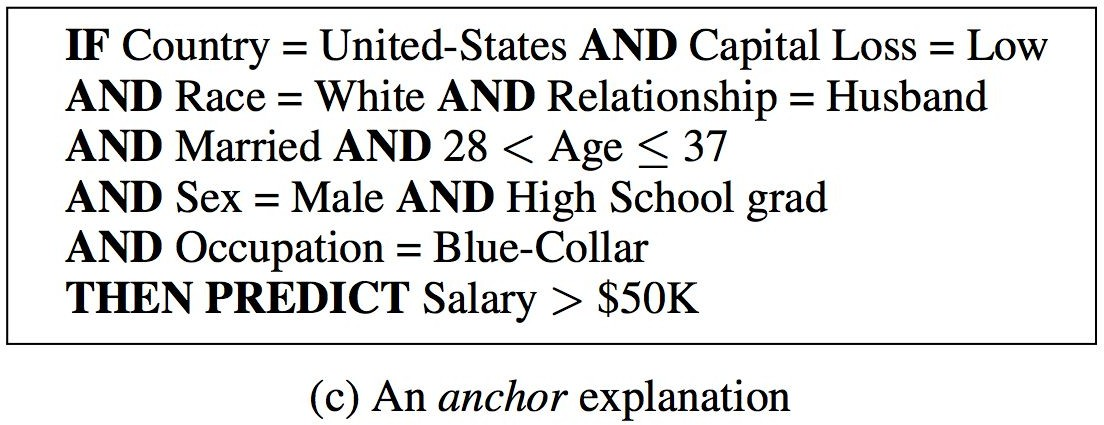 IF Country = United-States AND Capital Loss = Low
AND Race = White AND Relationship = Husband
AND Married AND 28 < Age ≤ 37
AND Sex = Male AND High School grad
AND Occupation = Blue-Collar
THEN PREDICT Salary > $50K
(c) An anchor explanation